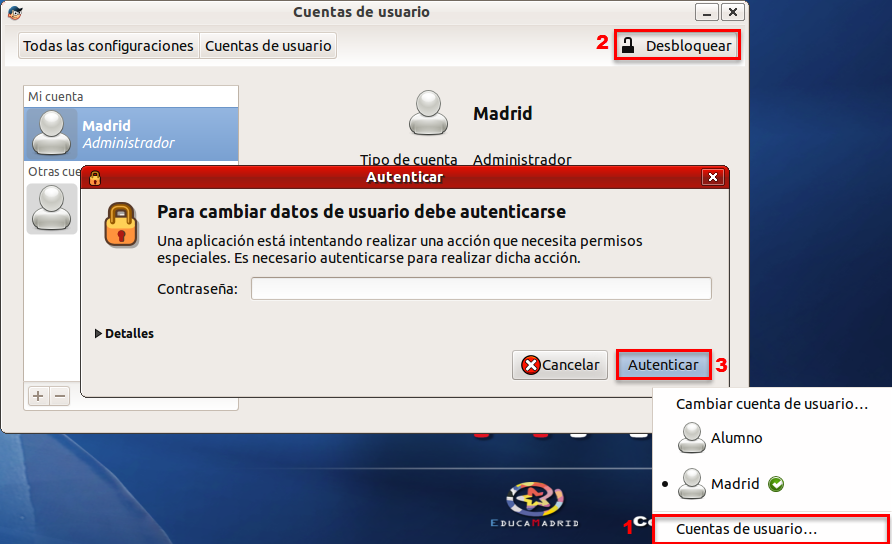 Cuentas de usuario
Todas las configuraciones
Cuentas de usuario
2
Desbloquear
Mi cuenta
Madrid
Administrador
Madrid
Tipo de cuenta
Administrador
Otras cue
Autenticar
Para cambiar datos de usuario debe autenticarse
Una aplicación está intentando realizar una acción que necesita permisos
especiales. Es necesario autenticarse para realizar dicha acción.
Contraseña:
Detalles
Cancelar
Autenticar
3
Cambiar cuenta de usuario...
Alumno
Madrid
EDUCAMADRID
1
Cuentas de usuario...